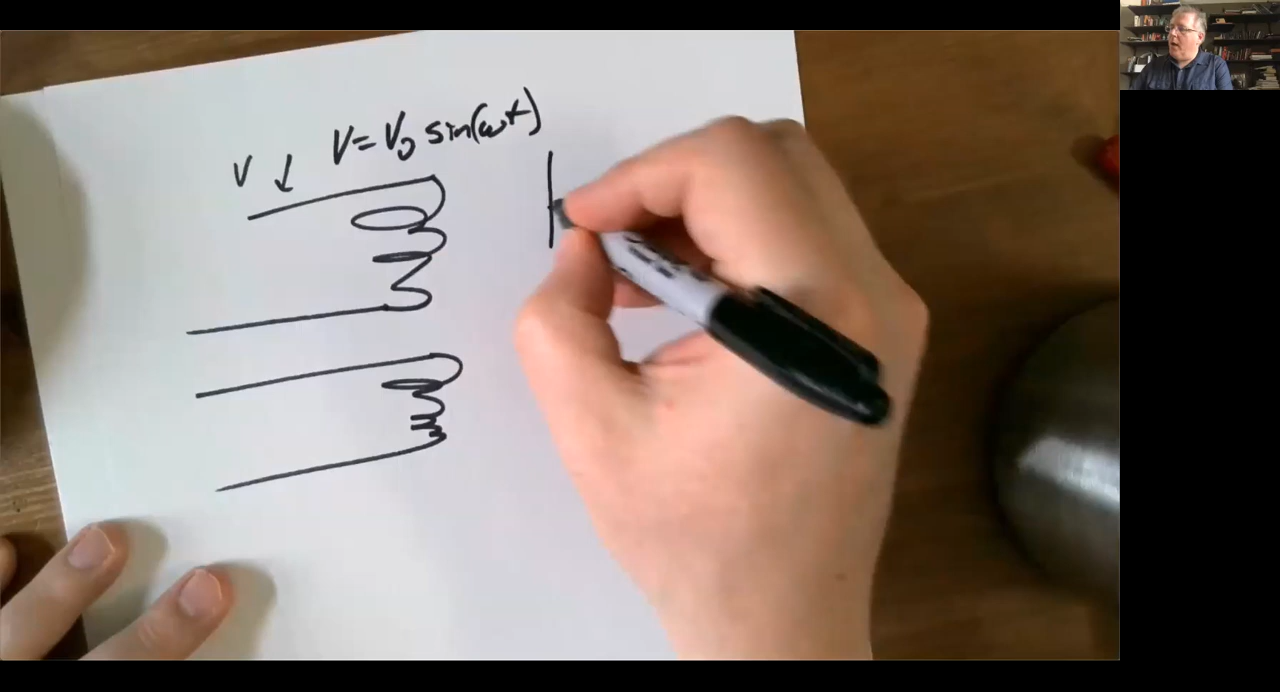 V = V₀ sin(ωt)
V ↓